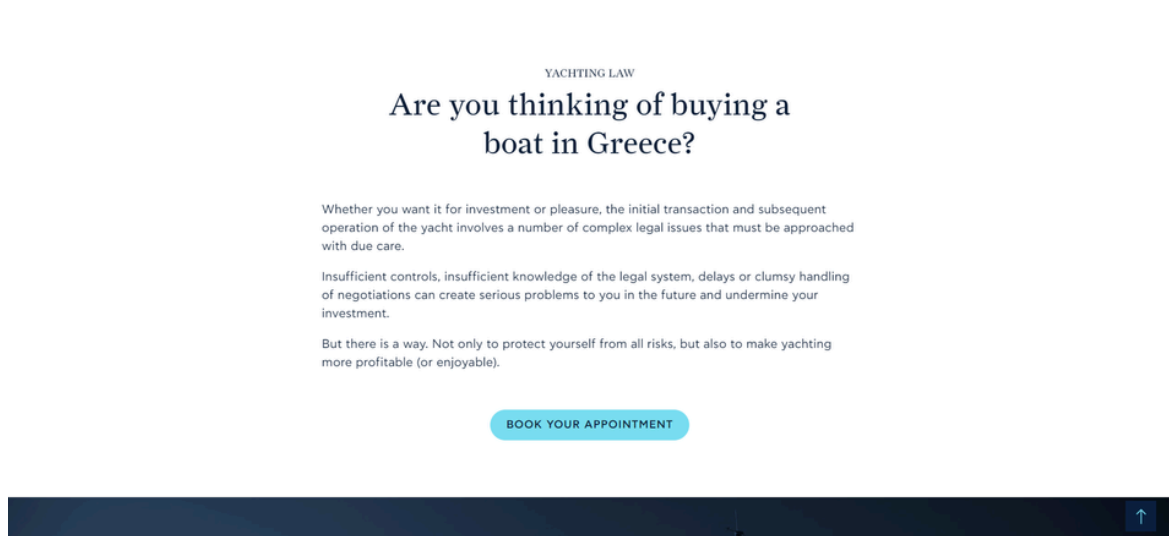 YACHTING LAW
Are you thinking of buying a
boat in Greece?
Whether you want it for investment or pleasure, the initial transaction and subsequent
operation of the yacht involves a number of complex legal issues that must be approached
with due care.
Insufficient controls, insufficient knowledge of the legal system, delays or clumsy handling
of negotiations can create serious problems to you in the future and undermine your
investment.
But there is a way. Not only to protect yourself from all risks, but also to make yachting
more profitable (or enjoyable).
BOOK YOUR APPOINTMENT